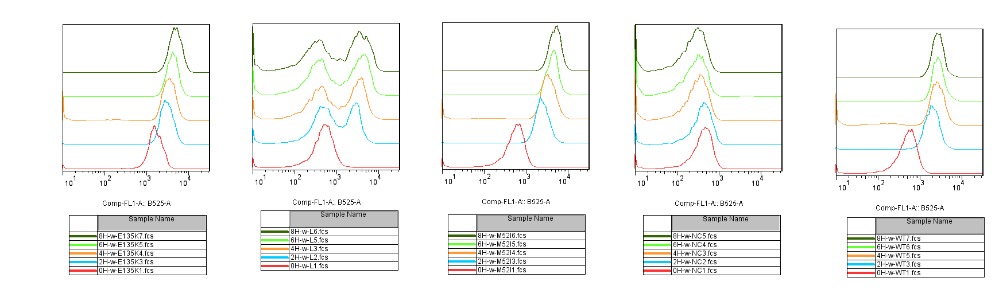 10^1 10^2 10^3 10^4
Comp-FL1-A:: B525-A
Sample Name
8H-w-E135K7.fcs
6H-w-E135K5.fcs
4H-w-E135K4.fcs
2H-w-E135K3.fcs
0H-w-E135K1.fcs
10^1 10^2 10^3 10^4
Comp-FL1-A:: B525-A
Sample Name
8H-w-L6.fcs
6H-w-L5.fcs
4H-w-L3.fcs
2H-w-L2.fcs
0H-w-L1.fcs
10^1 10^2 10^3 10^4
Comp-FL1-A:: B525-A
Sample Name
8H-w-M52I6.fcs
6H-w-M52I5.fcs
4H-w-M52I4.fcs
2H-w-M52I3.fcs
0H-w-M52I1.fcs
10^1 10^2 10^3 10^4
Comp-FL1-A:: B525-A
Sample Name
8H-w-NC5.fcs
6H-w-NC4.fcs
4H-w-NC3.fcs
2H-w-NC2.fcs
0H-w-NC1.fcs
10^1 10^2 10^3 10^4
Comp-FL1-A:: B525-A
Sample Name
8H-w-WT7.fcs
6H-w-WT6.fcs
4H-w-WT5.fcs
2H-w-WT3.fcs
0H-w-WT1.fcs